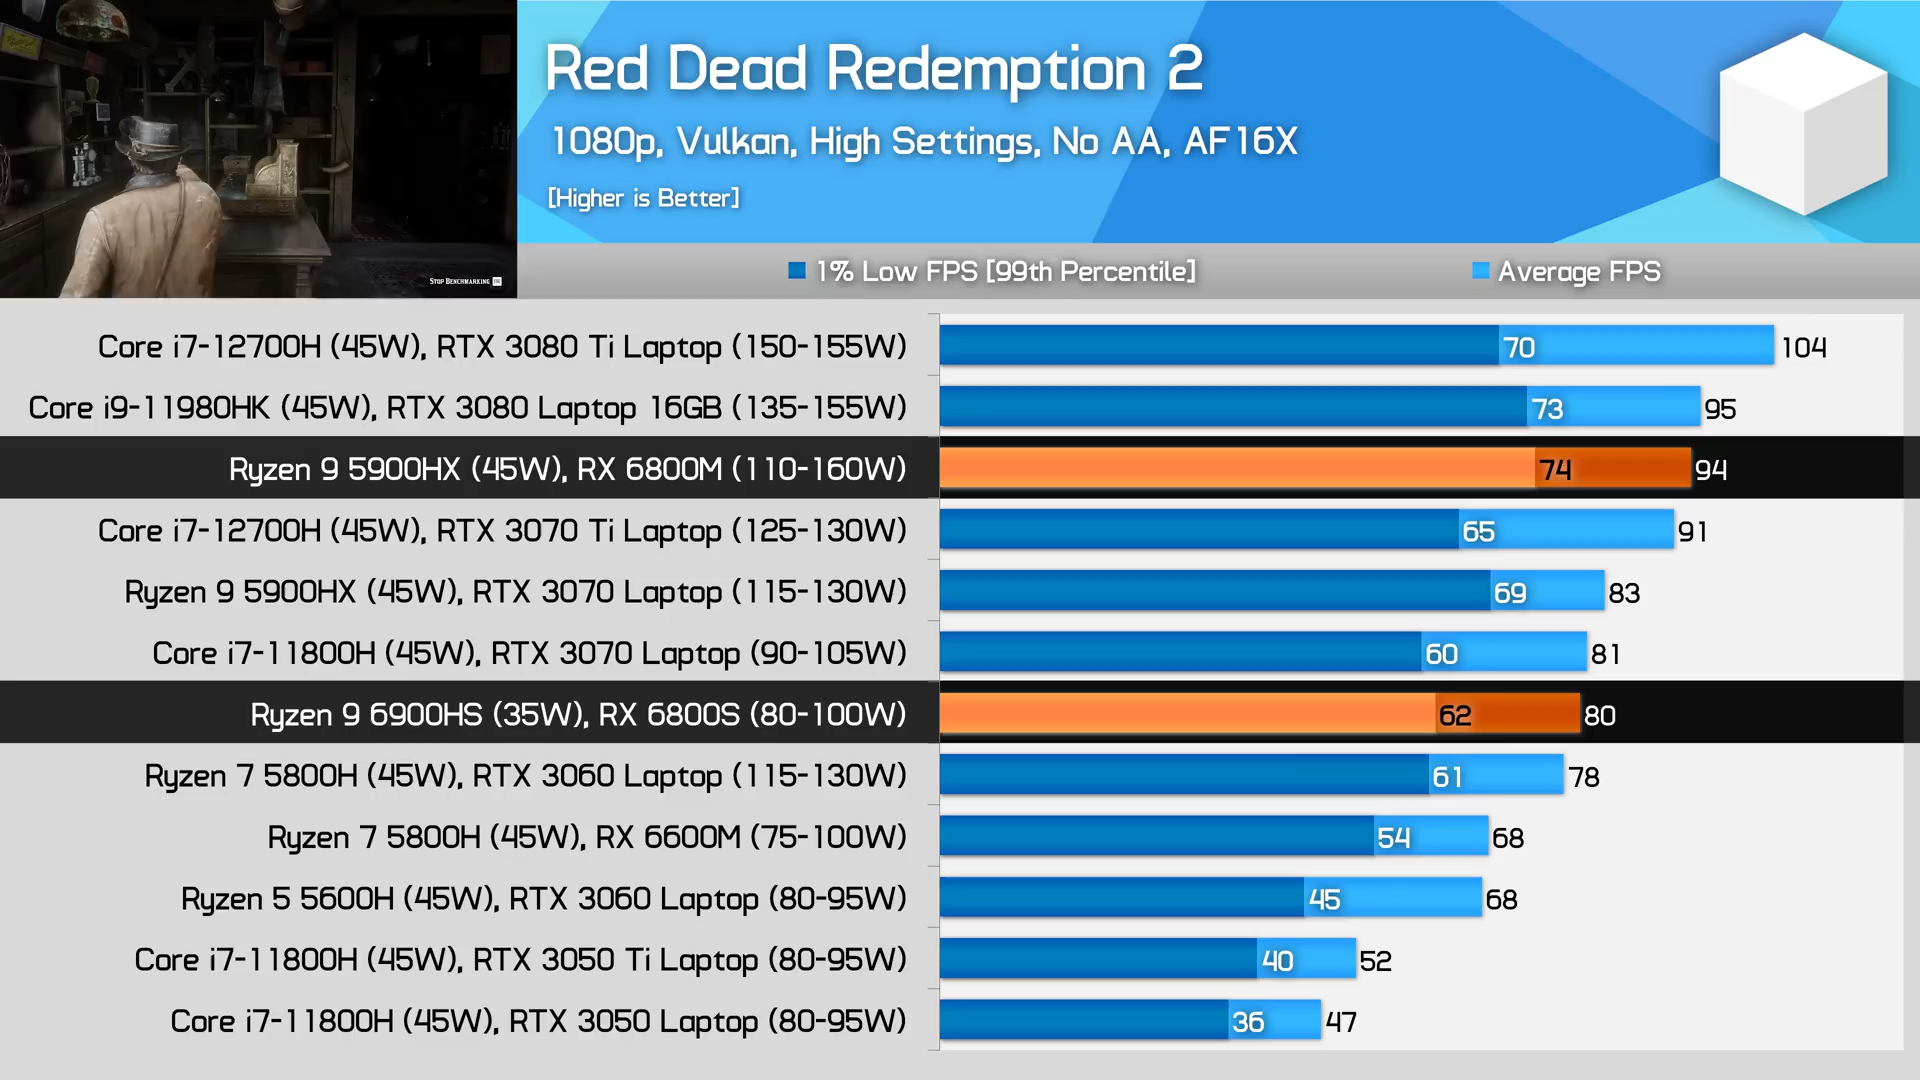 Red Dead Redemption 2
1080p, Vulkan, High Settings, No AA, AF16X
[Higher is Better]
STOP BENCHMARKING
1% Low FPS [99th Percentile] Average FPS
Core i7-12700H (45W), RTX 3080 Ti Laptop (150-155W) 70 104
Core i9-11980HK (45W), RTX 3080 Laptop 16GB (135-155W) 73 95
Ryzen 9 5900HX (45W), RX 6800M (110-160W) 74 94
Core i7-12700H (45W), RTX 3070 Ti Laptop (125-130W) 65 91
Ryzen 9 5900HX (45W), RTX 3070 Laptop (115-130W) 69 83
Core i7-11800H (45W), RTX 3070 Laptop (90-105W) 60 81
Ryzen 9 6900HS (35W), RX 6800S (80-100W) 62 80
Ryzen 7 5800H (45W), RTX 3060 Laptop (115-130W) 61 78
Ryzen 7 5800H (45W), RX 6600M (75-100W) 54 68
Ryzen 5 5600H (45W), RTX 3060 Laptop (80-95W) 45 68
Core i7-11800H (45W), RTX 3050 Ti Laptop (80-95W) 40 52
Core i7-11800H (45W), RTX 3050 Laptop (80-95W) 36 47